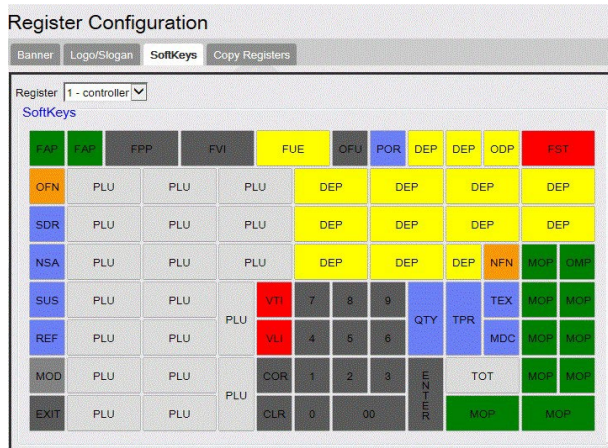 Register Configuration
Banner Logo/Slogan SoftKeys Copy Registers
Register 1 - controller
SoftKeys
FAP FAP FPP FVI FUE OFU POR DEP DEP ODP FST
OFN PLU PLU PLU DEP DEP DEP DEP
SDR PLU PLU PLU DEP DEP DEP DEP
NSA PLU PLU PLU DEP DEP DEP NFN MOP OMP
SUS PLU PLU PLU VTI 7 8 9 QTY TPR TEX MOP MOP
REF PLU PLU VLI 4 5 6 MDC MOP MOP
MOD PLU PLU PLU COR 1 2 3 ENTER TOT MOP MOP
EXIT PLU PLU CLR 0 00 MOP MOP